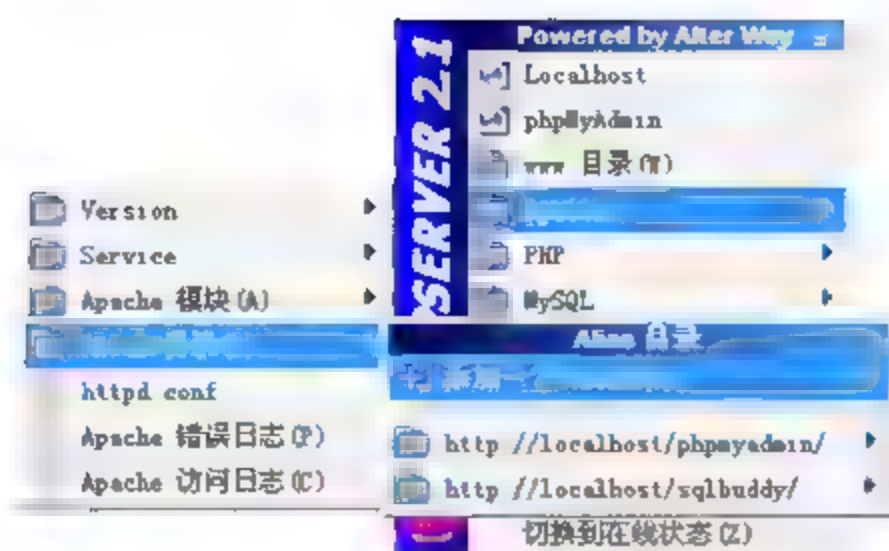 Powered by Alter Way
SERVER 2.1
Localhost
phpMyAdmin
www 目录(W)
PHP
MySQL
Version
Service
Apache 模块(A)
httpd conf
Apache 错误日志(P)
Apache 访问日志(C)
Alias 目录
http //localhost/phpmyadmin/
http //localhost/sqlbuddy/
切换到在线状态(Z)